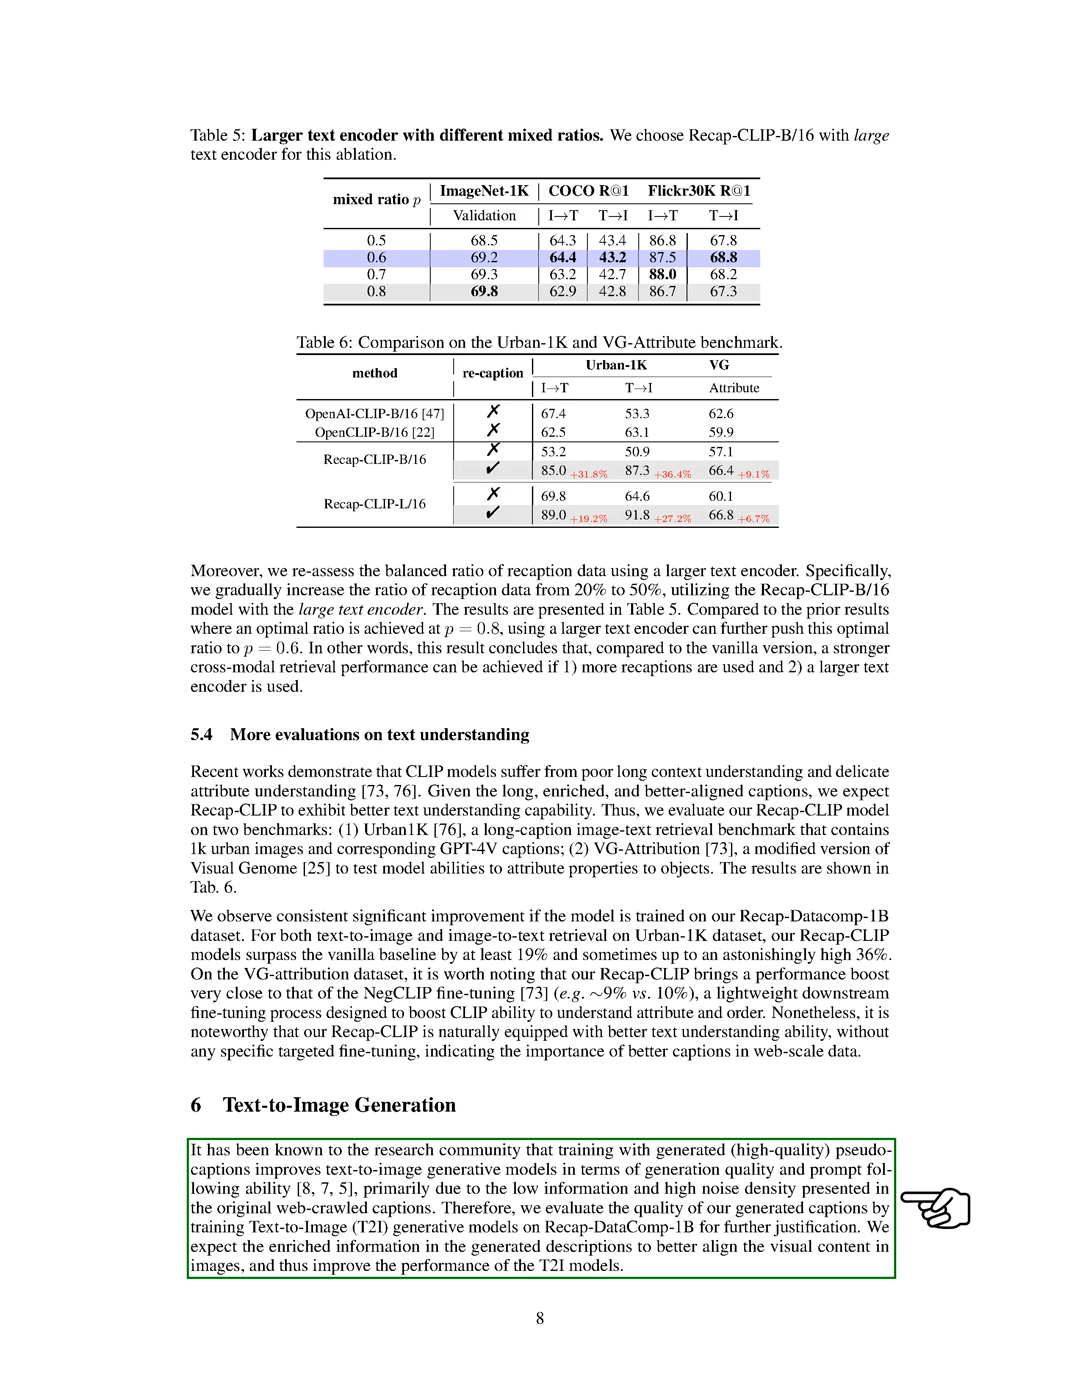 Table 5: Larger text encoder with different mixed ratios. We choose Recap-CLIP-B/16 with large
text encoder for this ablation.
mixed ratio p | ImageNet-1K | COCO R@1 Flickr30K R@1
Validation I→T T→I I→T T→I
0.5 68.5 64.3 43.4 86.8 67.8
0.6 69.2 64.4 43.2 87.5 68.8
0.7 69.3 63.2 42.7 88.0 68.2
0.8 69.8 62.9 42.8 86.7 67.3
Table 6: Comparison on the Urban-1K and VG-Attribute benchmark.
method re-caption Urban-1K VG
I→T T→I Attribute
OpenAI-CLIP-B/16 [47] ✗ 67.4 53.3 62.6
OpenCLIP-B/16 [22] ✗ 62.5 63.1 59.9
Recap-CLIP-B/16 ✗ 53.2 50.9 57.1
✓ 85.0 +31.8% 87.3 +36.4% 66.4 +9.1%
Recap-CLIP-L/16 ✗ 69.8 64.6 60.1
✓ 89.0 +19.2% 91.8 +27.2% 66.8 +6.7%
Moreover, we re-assess the balanced ratio of recaption data using a larger text encoder. Specifically,
we gradually increase the ratio of recaption data from 20% to 50%, utilizing the Recap-CLIP-B/16
model with the large text encoder. The results are presented in Table 5. Compared to the prior results
where an optimal ratio is achieved at p = 0.8, using a larger text encoder can further push this optimal
ratio to p = 0.6. In other words, this result concludes that, compared to the vanilla version, a stronger
cross-modal retrieval performance can be achieved if 1) more recaptions are used and 2) a larger text
encoder is used.
5.4 More evaluations on text understanding
Recent works demonstrate that CLIP models suffer from poor long context understanding and delicate
attribute understanding [73, 76]. Given the long, enriched, and better-aligned captions, we expect
Recap-CLIP to exhibit better text understanding capability. Thus, we evaluate our Recap-CLIP model
on two benchmarks: (1) Urban1K [76], a long-caption image-text retrieval benchmark that contains
1k urban images and corresponding GPT-4V captions; (2) VG-Attribution [73], a modified version of
Visual Genome [25] to test model abilities to attribute properties to objects. The results are shown in
Tab. 6.
We observe consistent significant improvement if the model is trained on our Recap-Datacomp-1B
dataset. For both text-to-image and image-to-text retrieval on Urban-1K dataset, our Recap-CLIP
models surpass the vanilla baseline by at least 19% and sometimes up to an astonishingly high 36%.
On the VG-attribution dataset, it is worth noting that our Recap-CLIP brings a performance boost
very close to that of the NegCLIP fine-tuning [73] (e.g. ∼9% vs. 10%), a lightweight downstream
fine-tuning process designed to boost CLIP ability to understand attribute and order. Nonetheless, it is
noteworthy that our Recap-CLIP is naturally equipped with better text understanding ability, without
any specific targeted fine-tuning, indicating the importance of better captions in web-scale data.
6 Text-to-Image Generation
It has been known to the research community that training with generated (high-quality) pseudo-
captions improves text-to-image generative models in terms of generation quality and prompt fol-
lowing ability [8, 7, 5], primarily due to the low information and high noise density presented in
the original web-crawled captions. Therefore, we evaluate the quality of our generated captions by
training Text-to-Image (T2I) generative models on Recap-DataComp-1B for further justification. We
expect the enriched information in the generated descriptions to better align the visual content in
images, and thus improve the performance of the T2I models.
8